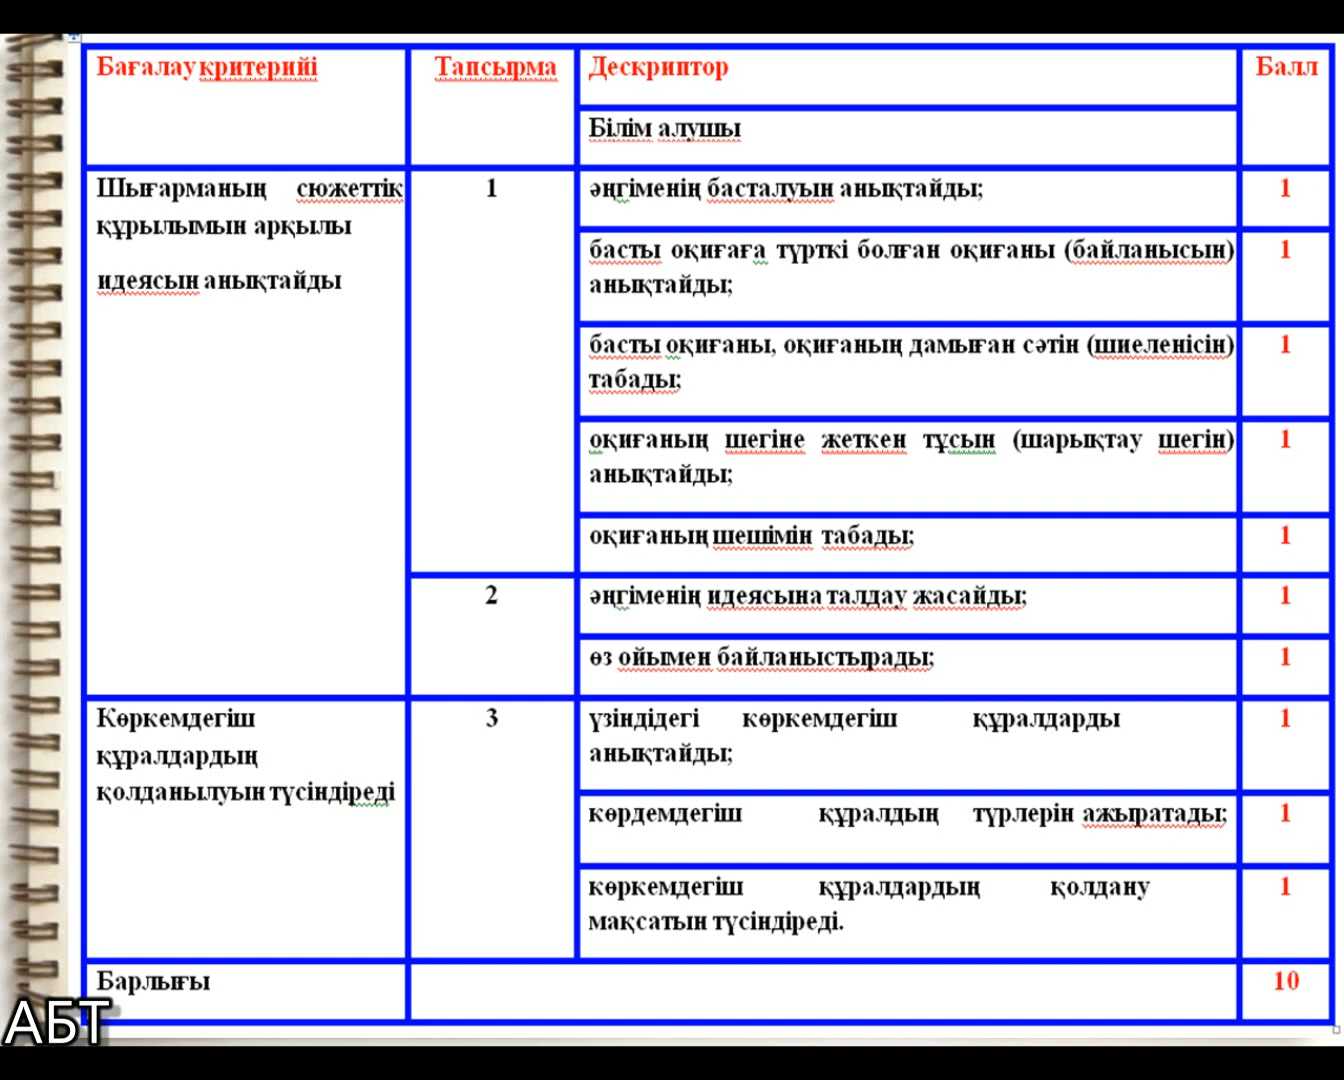 Бағалау критерийі Тапсырма Дескриптор Балл
Білім алушы
Шығарманың сюжеттік 1 әңгіменің басталуын анықтайды; 1
құрылымын арқылы
идеясын анықтайды
басты оқиғаға түрткі болған оқиғаны (байланысын) 1
анықтайды;
басты оқиғаны, оқиғаның дамыған сәтін (шиеленісін) 1
табады;
оқиғаның шегіне жеткен тұсын (шарықтау шегін) 1
анықтайды;
оқиғаның шешімін табады; 1
2 әңгіменің идеясына талдау жасайды; 1
өз ойымен байланыстырады; 1
Көркемдегіш 3 үзіндідегі көркемдегіш құралдарды 1
құралдардың анықтайды;
қолданылуын түсіндіреді
көрдемдегіш құралдың түрлерін ажыратады; 1
көркемдегіш құралдардың қолдану 1
мақсатын түсіндіреді.
Барлығы 10
АБТ